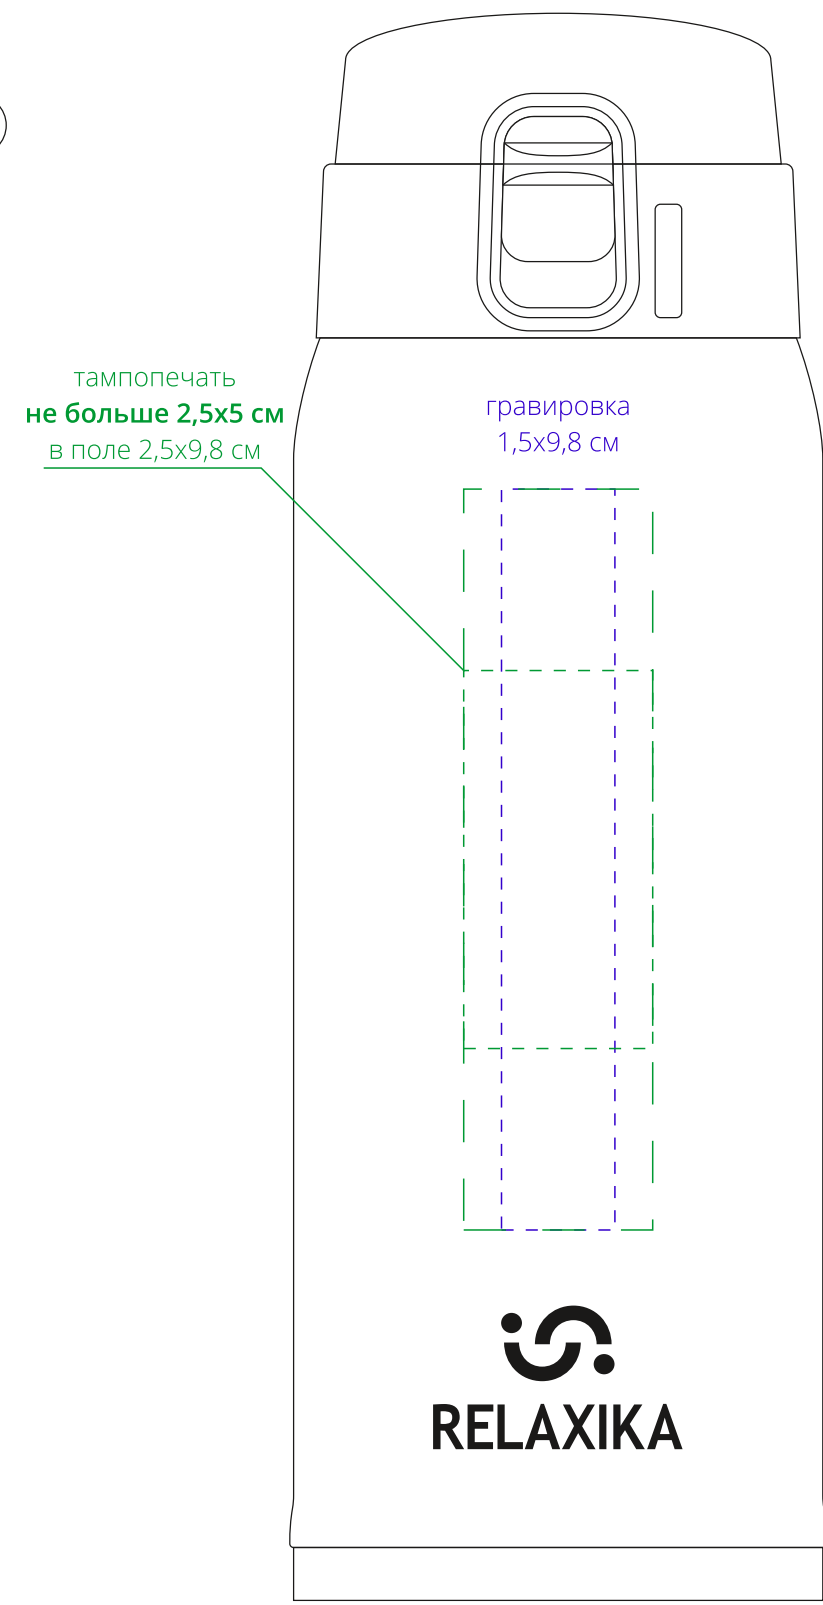 тампопечать
не больше 2,5х5 см
в поле 2,5х9,8 см
гравировка
1,5х9,8 см
RELAXIKA